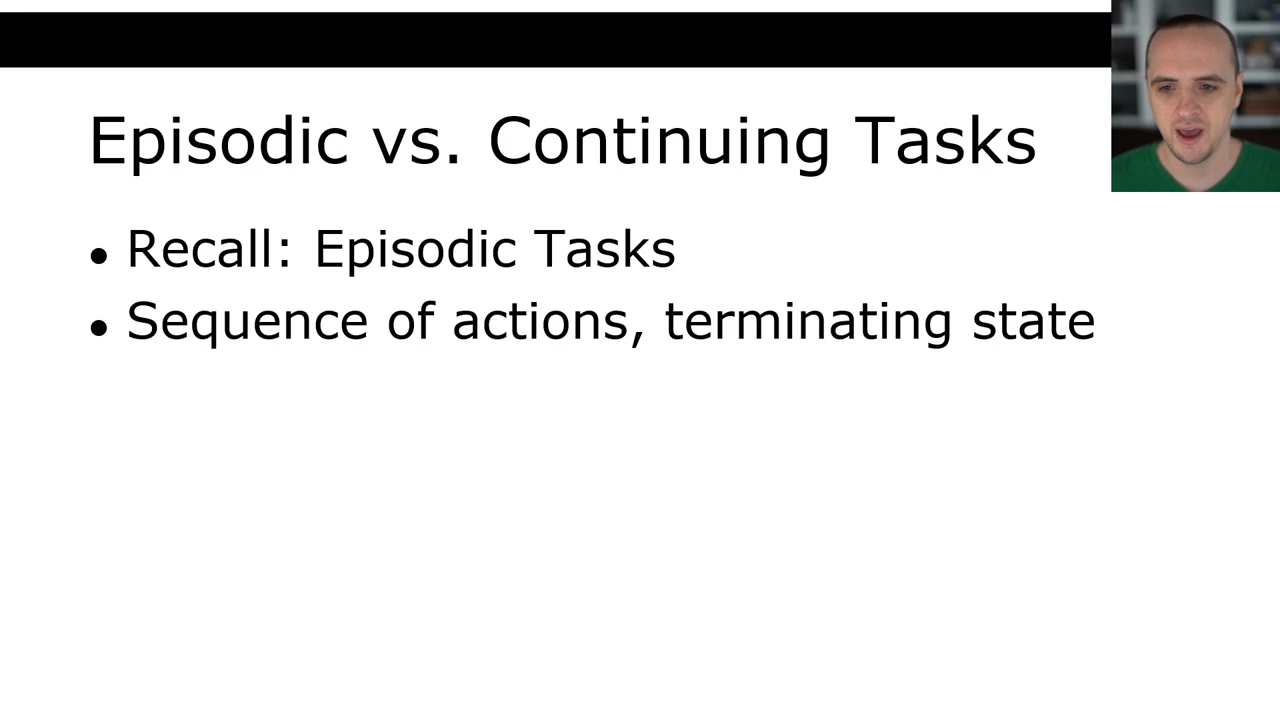 Episodic vs. Continuing Tasks
• Recall: Episodic Tasks
• Sequence of actions, terminating state